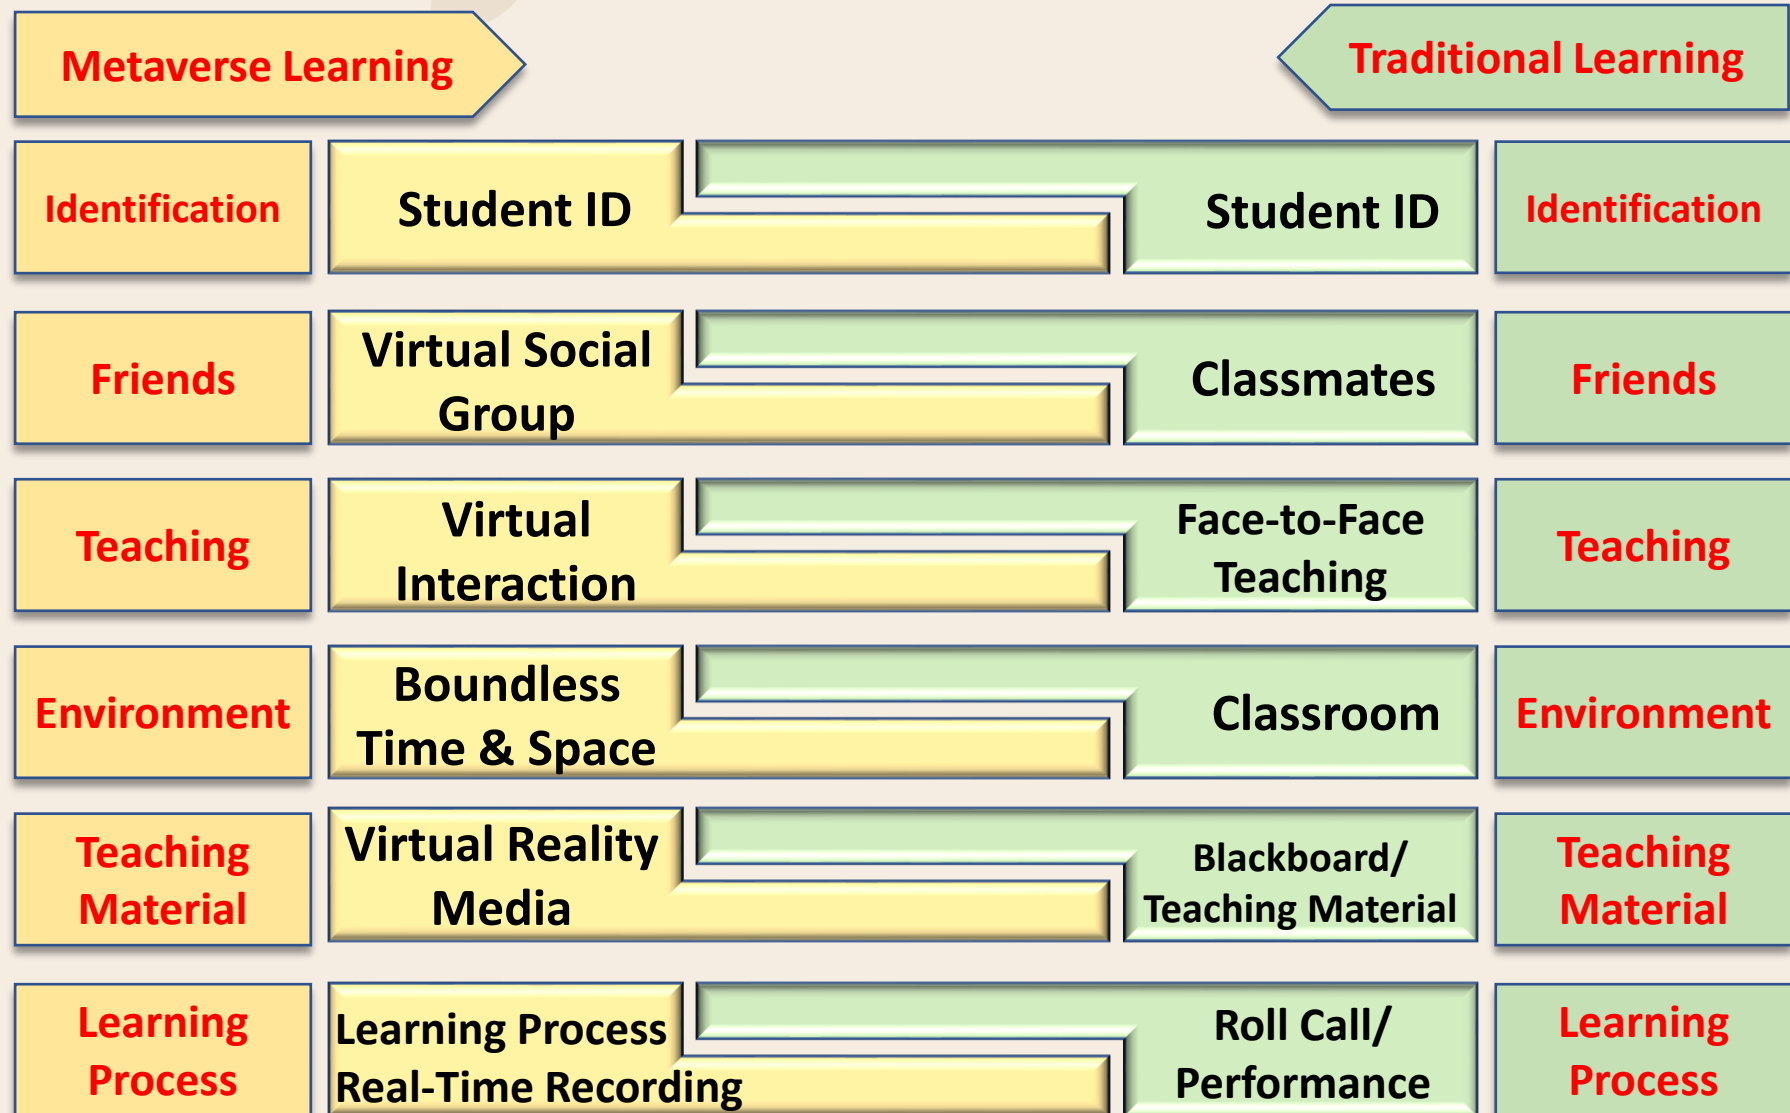 Metaverse Learning
Traditional Learning
Identification
Student ID
Student ID
Identification
Friends
Virtual Social
Group
Classmates
Friends
Teaching
Virtual
Interaction
Face-to-Face
Teaching
Teaching
Environment
Boundless
Time & Space
Classroom
Environment
Teaching
Material
Virtual Reality
Media
Blackboard/
Teaching Material
Teaching
Material
Learning
Process
Learning Process
Real-Time Recording
Roll Call/
Performance
Learning
Process